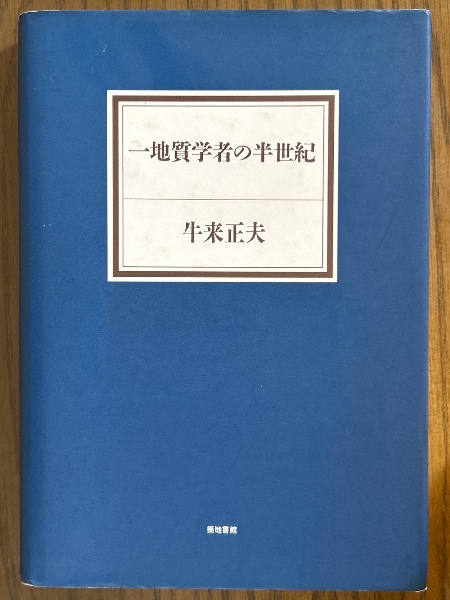 一地質学者の半世紀
牛来正夫
築地書館